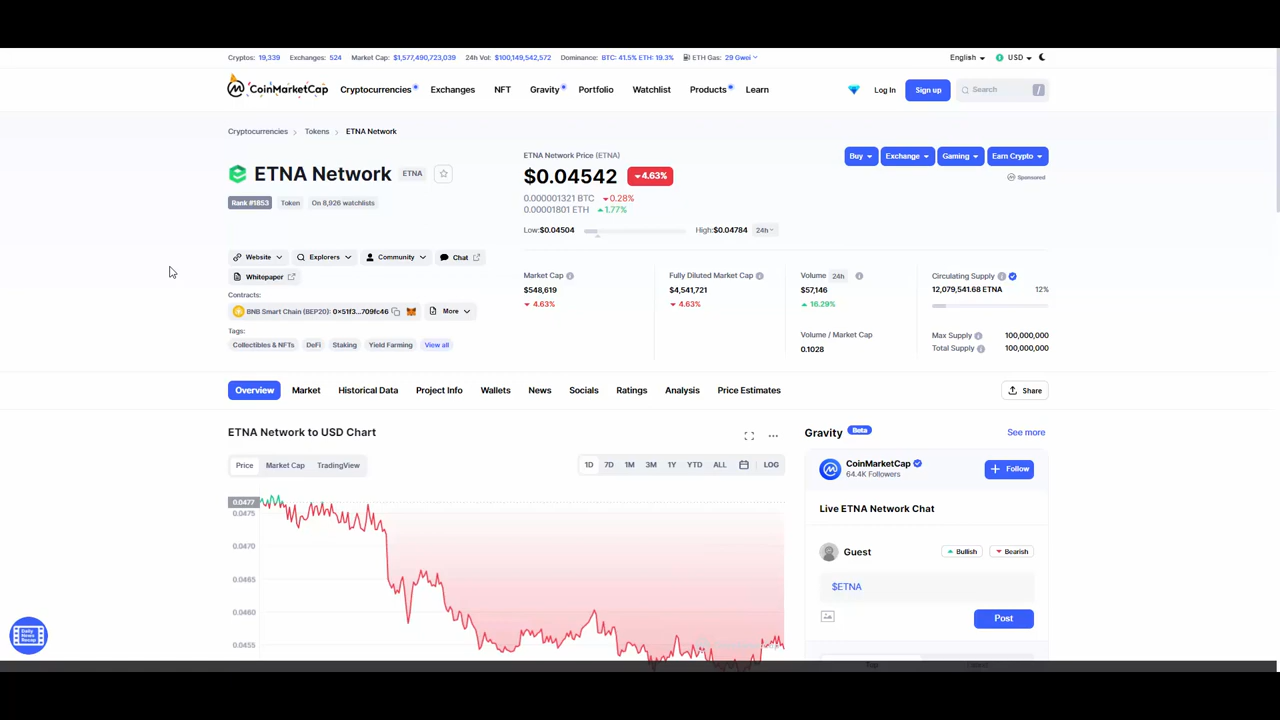 Cryptos: 19,339 Exchanges: 524 Market Cap: $1,577,490,723,039 24h Vol: $100,149,542,572 Dominance: BTC: 41.5% ETH: 19.3% ETH Gas: 29 Gwei English USD
CoinMarketCap Cryptocurrencies Exchanges NFT Gravity Portfolio Watchlist Products Learn Log In Sign up Search /
Cryptocurrencies > Tokens > ETNA Network
ETNA Network ETNA
Rank #1853 Token On 8,926 watchlists
ETNA Network Price (ETNA)
$0.04542 4.63%
0.000001321 BTC 0.28%
0.00001801 ETH 1.77%
Low: $0.04504 High: $0.04784 24h
Buy Exchange Gaming Earn Crypto
Sponsored
Website Explorers Community Chat
Whitepaper
Contracts:
BNB Smart Chain (BEP20): 0x51f3...709fc46 More
Tags:
Collectibles & NFTs DeFi Staking Yield Farming View all
Market Cap
$548,619
4.63%
Fully Diluted Market Cap
$4,541,721
4.63%
Volume 24h
$57,146
16.29%
Volume / Market Cap
0.1028
Circulating Supply
12,079,541.68 ETNA 12%
Max Supply 100,000,000
Total Supply 100,000,000
Overview Market Historical Data Project Info Wallets News Socials Ratings Analysis Price Estimates Share
ETNA Network to USD Chart
Price Market Cap TradingView 1D 7D 1M 3M 1Y YTD ALL LOG
0.0477
0.0475
0.0470
0.0465
0.0460
0.0455
Gravity Beta See more
CoinMarketCap
64.4K Followers
Follow
Live ETNA Network Chat
Guest Bullish Bearish
$ETNA
Post
Top Latest
Daily
News
Recap